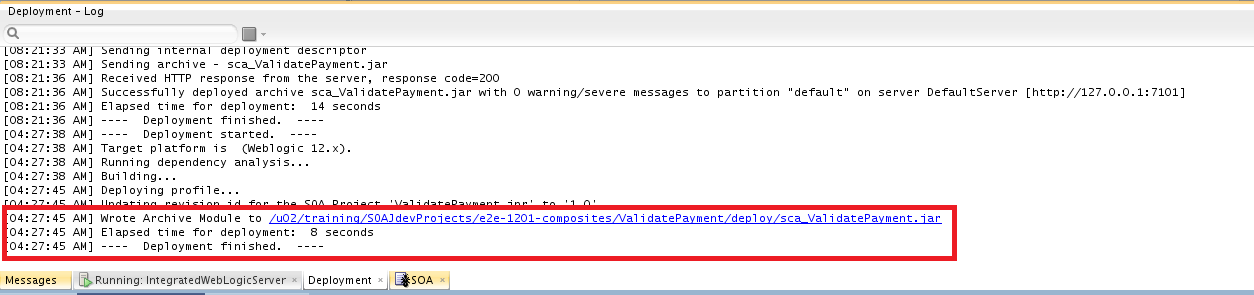 Deployment - Log
[08:21:33 AM] Sending internal deployment descriptor
[08:21:33 AM] Sending archive - sca_ValidatePayment.jar
[08:21:36 AM] Received HTTP response from the server, response code=200
[08:21:36 AM] Successfully deployed archive sca_ValidatePayment.jar with 0 warning/severe messages to partition "default" on server DefaultServer [http://127.0.0.1:7101]
[08:21:36 AM] Elapsed time for deployment:  14 seconds
[08:21:36 AM] ----  Deployment finished.  ----
[04:27:38 AM] ----  Deployment started.  ----
[04:27:38 AM] Target platform is  (Weblogic 12.x).
[04:27:38 AM] Running dependency analysis...
[04:27:38 AM] Building...
[04:27:45 AM] Deploying profile...
[04:27:45 AM] Updating revision id for the SOA Project 'ValidatePayment.jpr' to '1.0'
[04:27:45 AM] Wrote Archive Module to /u02/training/SOAJdevProjects/e2e-1201-composites/ValidatePayment/deploy/sca_ValidatePayment.jar
[04:27:45 AM] Elapsed time for deployment:  8 seconds
[04:27:45 AM] ----  Deployment finished.  ----
Messages Running: IntegratedWebLogicServer × Deployment × SOA ×